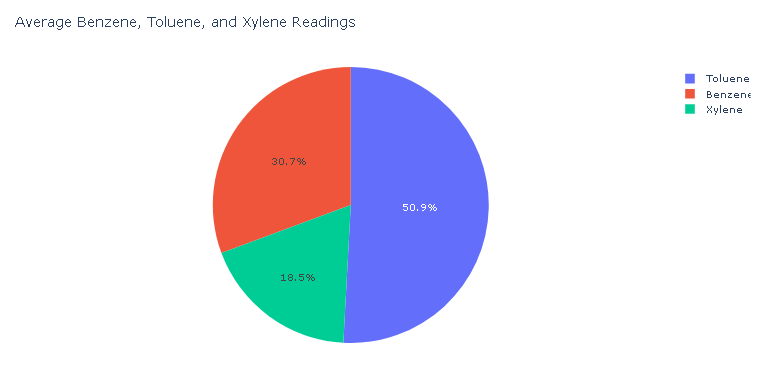 Average Benzene, Toluene, and Xylene Readings
Toluene
Benzene
Xylene
30.7%
50.9%
18.5%